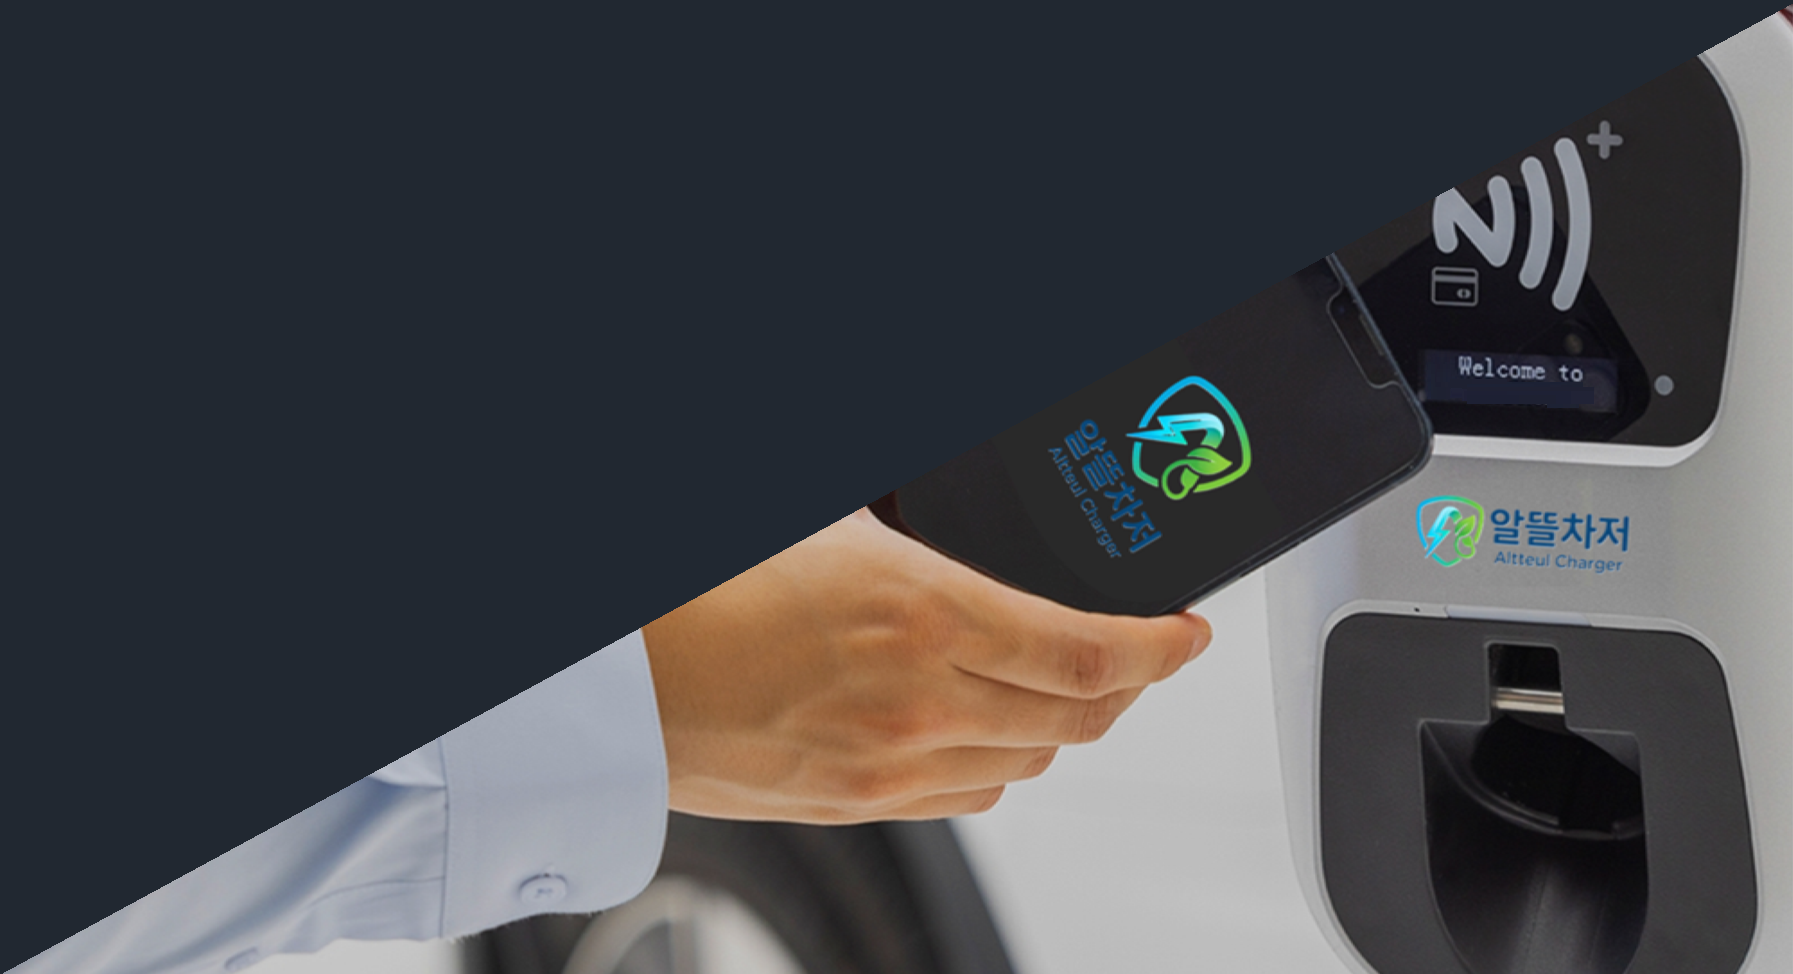 Welcome to
알뜰차저
Altteul Charger
알뜰차저
Altteul Charger